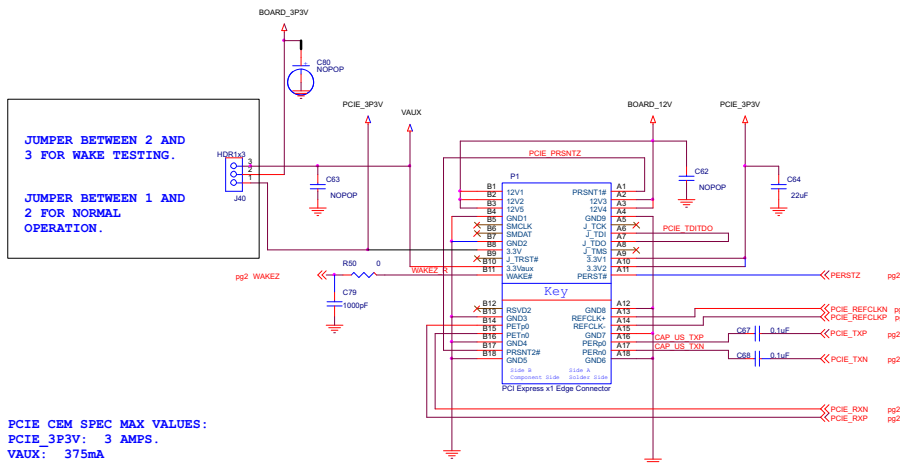 BOARD_3P3V
C80
NOPOP
PCIE_3P3V
VAUX
BOARD_12V
PCIE_3P3V
JUMPER BETWEEN 2 AND
3 FOR WAKE TESTING.
JUMPER BETWEEN 1 AND
2 FOR NORMAL
OPERATION.
HDR1x3
3
2
1
J40
C63
NOPOP
PCIE_PRSNTZ
C62
NOPOP
C64
22uF
P1
B1 12V1 PRSNT1# A1
B2 12V2 12V3 A2
B3 12V5 12V4 A3
B4 GND1 GND9 A4
B5 SMCLK J_TCK A5
B6 SMDAT J_TDI A6 PCIE_TDITDO
B7 GND2 J_TDO A7
B8 3.3V J_TMS A8
B9 J_TRST# 3.3V1 A9
B10 3.3Vaux 3.3V2 A10
B11 WAKE# PERST# A11
pg2 WAKEZ
R50 0
WAKEZ_R
PERSTZ pg2
C79
1000pF
Key
B12 RSVD2 GND8 A12
B13 GND3 REFCLK+ A13
B14 PETp0 REFCLK- A14
B15 PETn0 GND7 A15
B16 GND4 PERp0 A16
B17 PRSNT2# PERn0 A17
B18 GND5 GND6 A18
PCIE_REFCLKN
PCIE_REFCLKP
CAP_US_TXP C67 0.1uF PCIE_TXP pg2
CAP_US_TXN C68 0.1uF PCIE_TXN pg2
Side B Side A
Component Side Solder Side
PCI Express x1 Edge Connector
PCIE_RXN pg2
PCIE_RXP pg2
PCIE CEM SPEC MAX VALUES:
PCIE_3P3V: 3 AMPS.
VAUX: 375mA